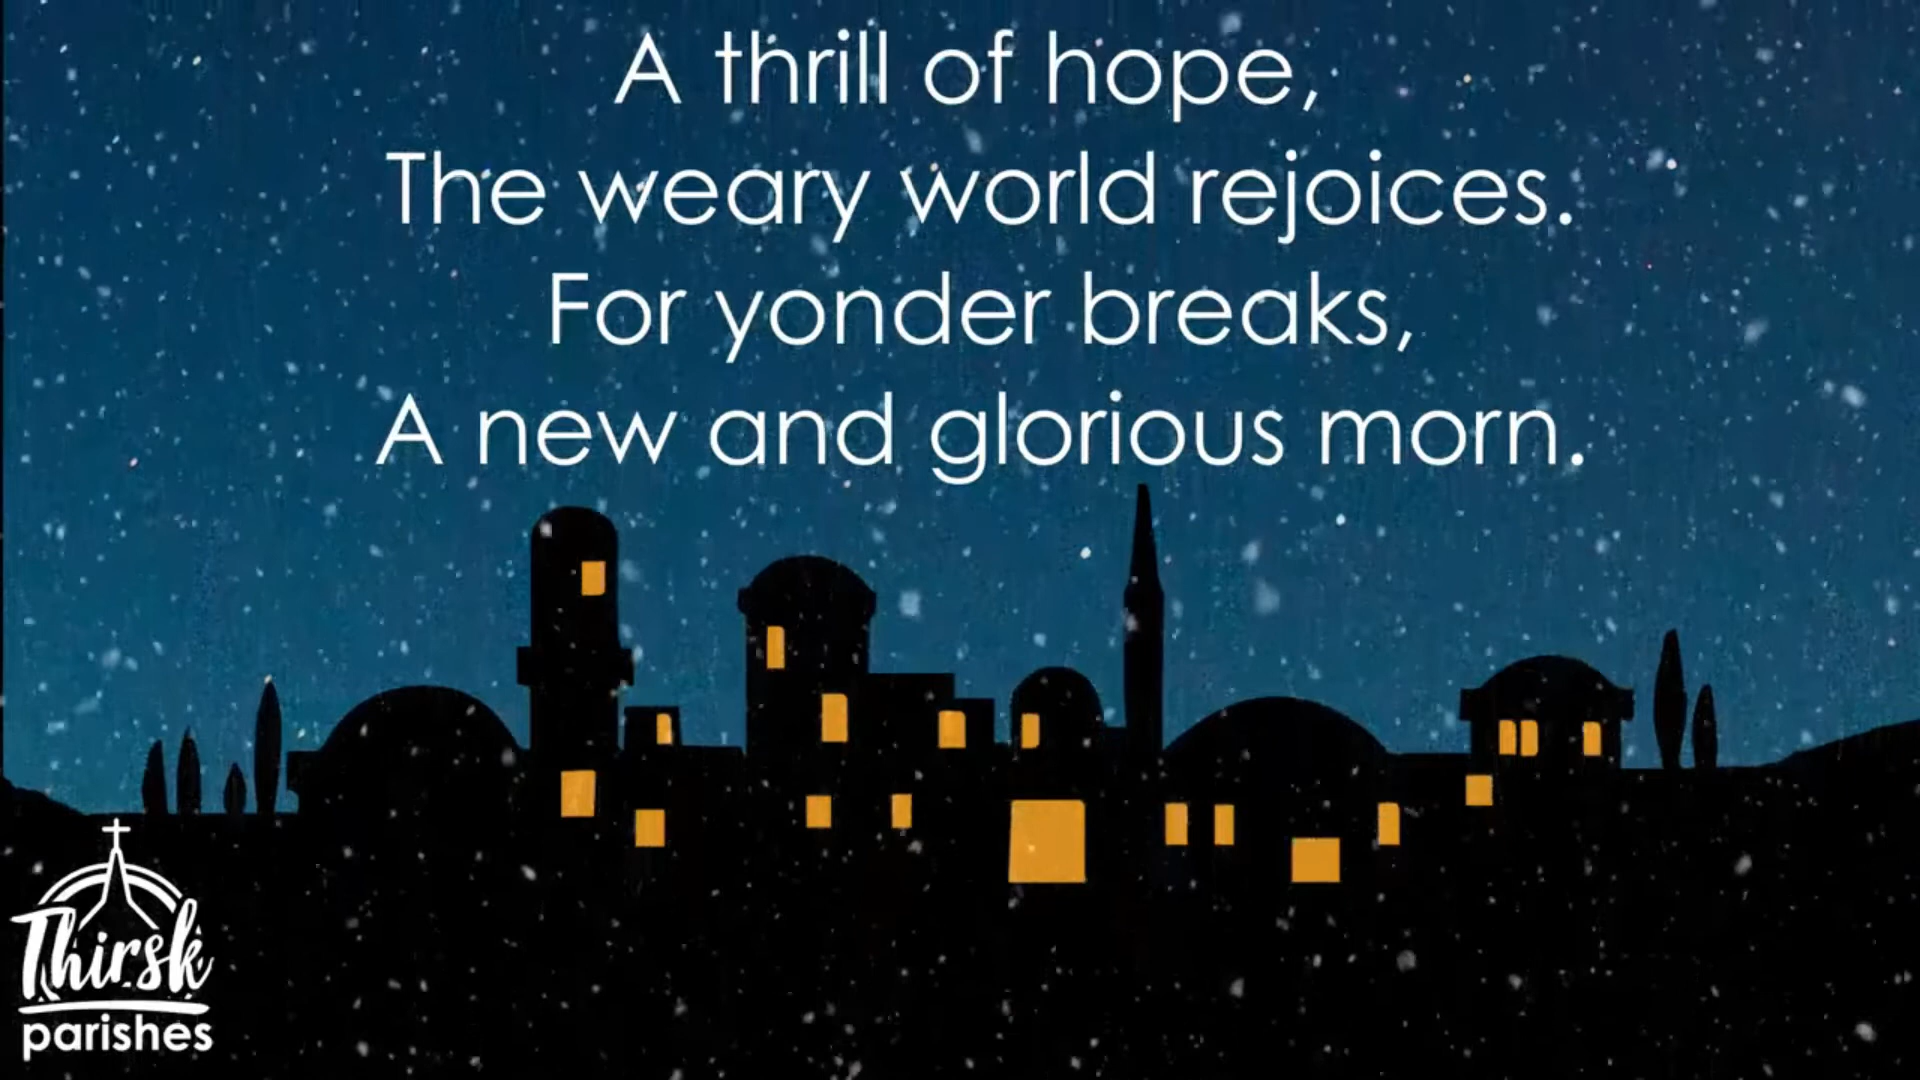 A thrill of hope,
The weary world rejoices.
For yonder breaks,
A new and glorious morn.
Thirsk
parishes